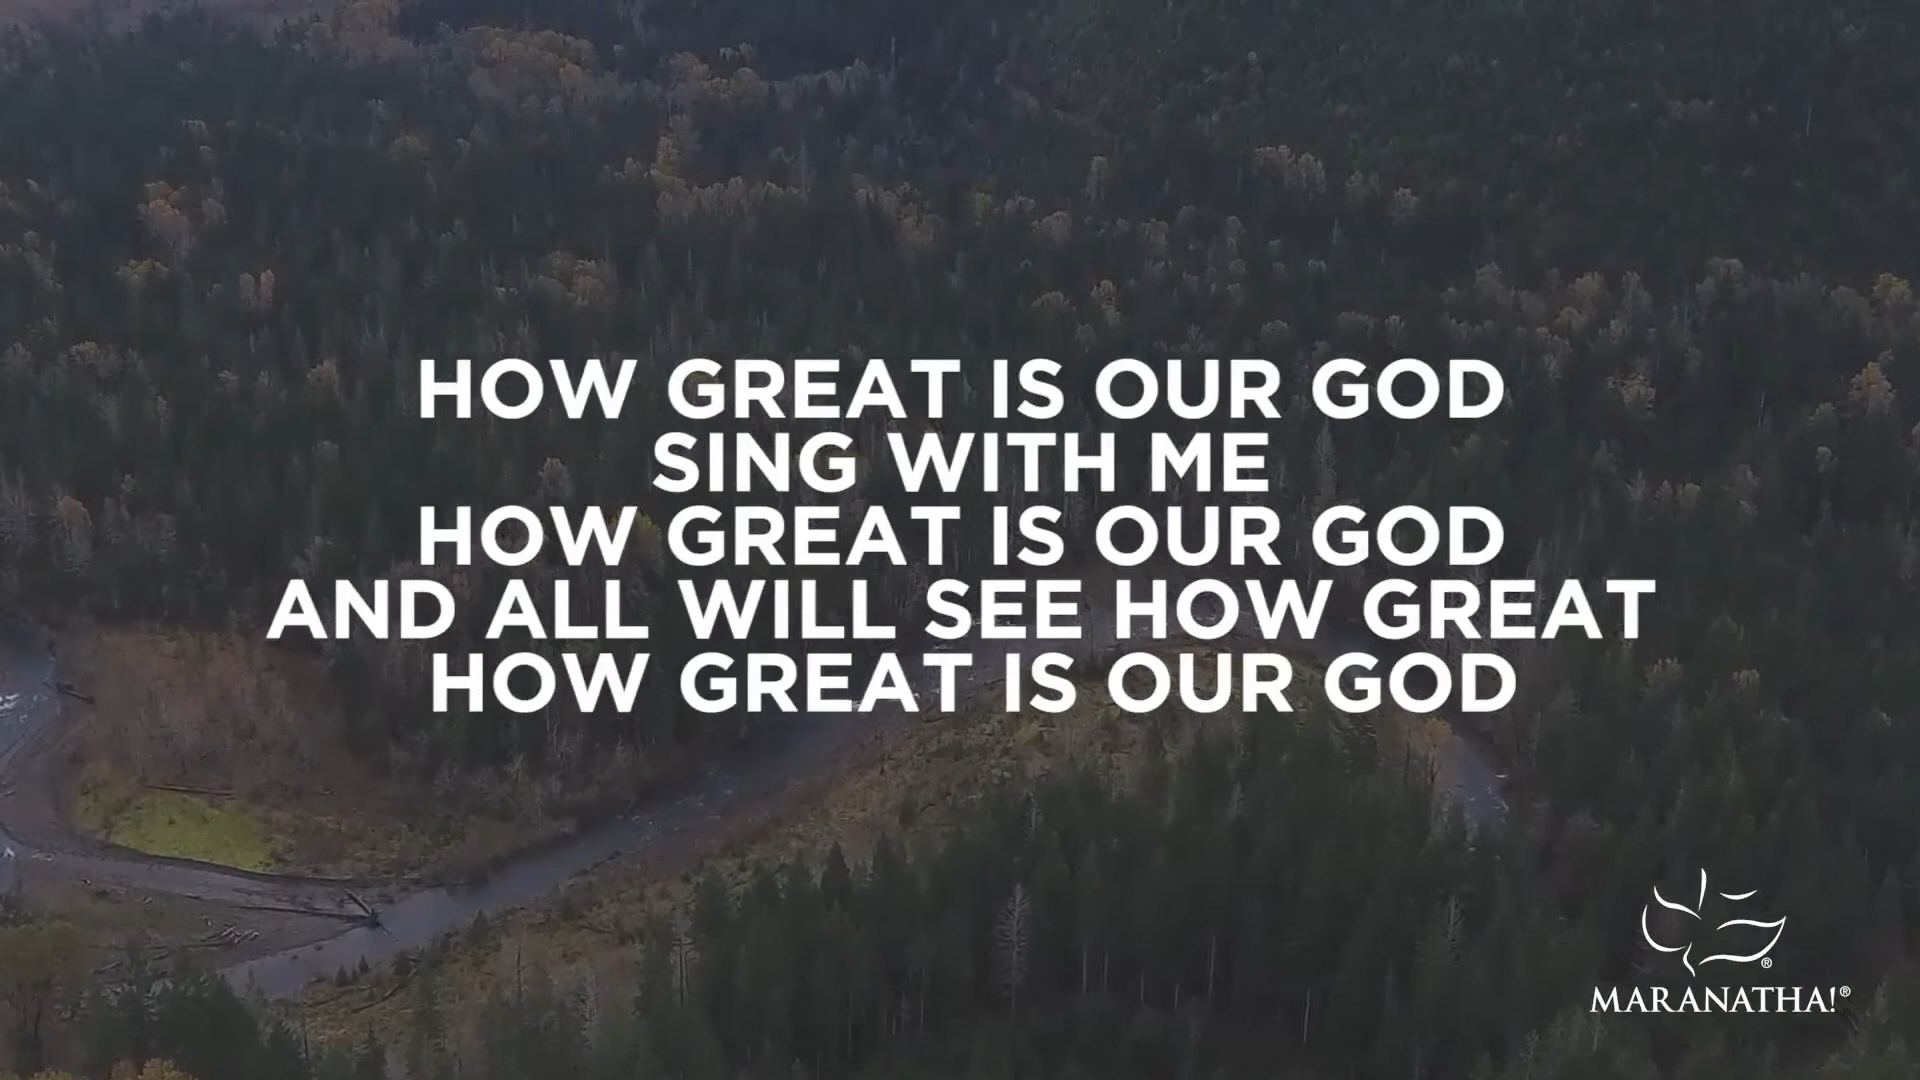 HOW GREAT IS OUR GOD
SING WITH ME
HOW GREAT IS OUR GOD
AND ALL WILL SEE HOW GREAT
HOW GREAT IS OUR GOD
®
MARANATHA!®